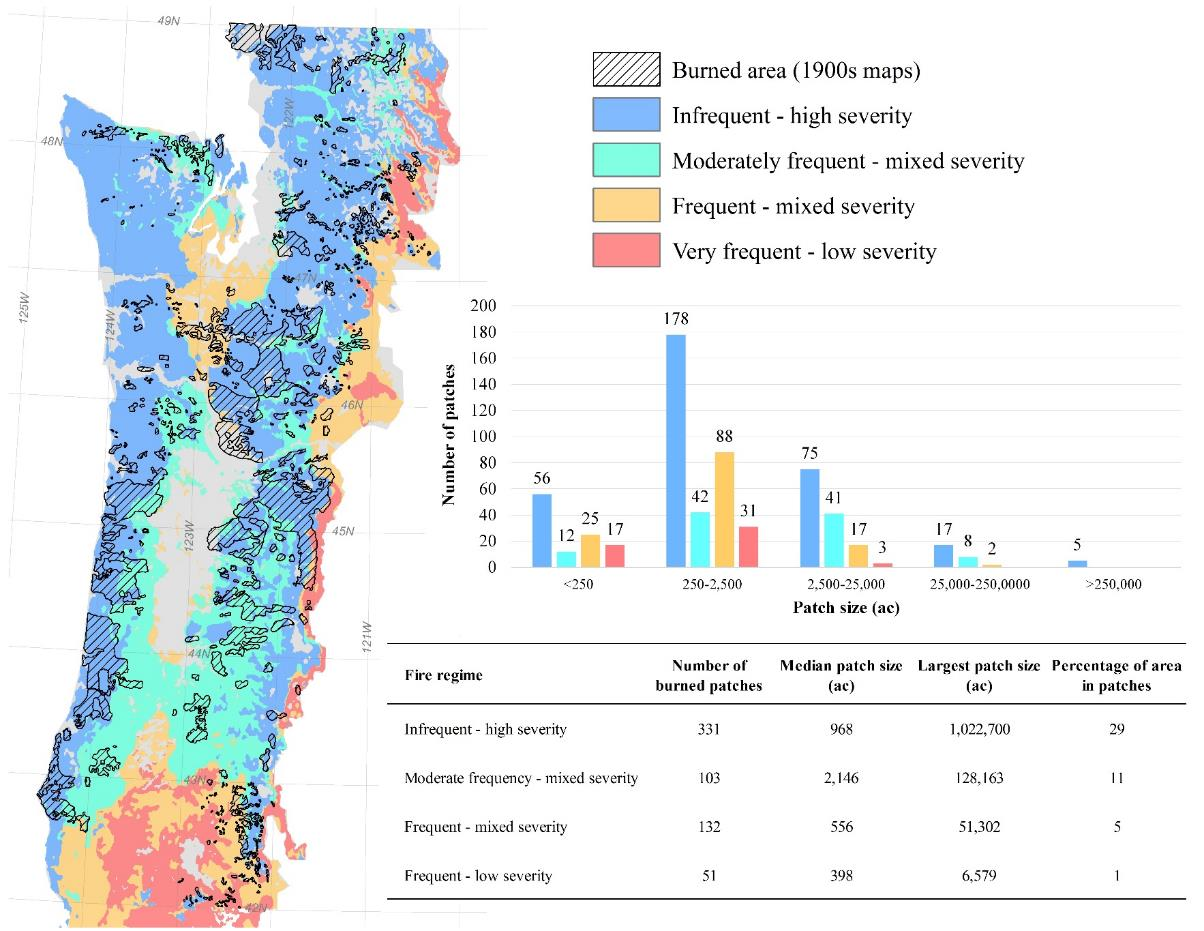 49N
48N
122W
47N
125W
124W
46N
45N
123W
121W
44N
43N
42N
Burned area (1900s maps)
Infrequent - high severity
Moderately frequent - mixed severity
Frequent - mixed severity
Very frequent - low severity
Number of patches
200
180
160
140
120
100
80
60
40
20
0
56
12
25
17
178
42
88
31
75
41
17
3
17
8
2
5
<250
250-2,500
2,500-25,000
25,000-250,0000
>250,000
Patch size (ac)
Fire regime
Number of burned patches
Median patch size (ac)
Largest patch size (ac)
Percentage of area in patches
Infrequent - high severity 331 968 1,022,700 29
Moderate frequency - mixed severity 103 2,146 128,163 11
Frequent - mixed severity 132 556 51,302 5
Frequent - low severity 51 398 6,579 1